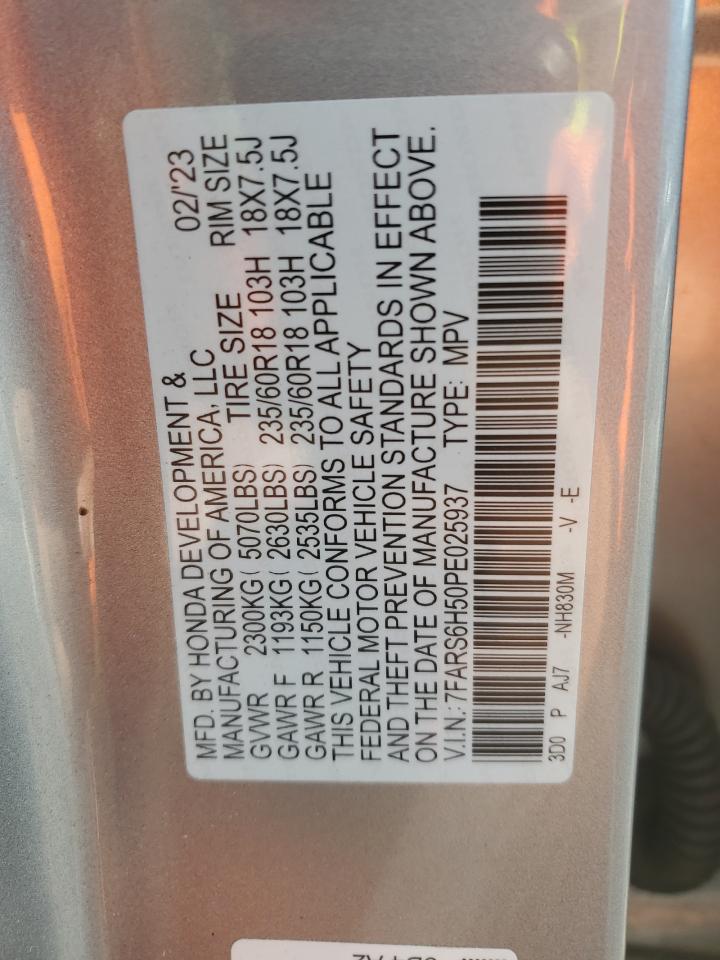 MFD. BY HONDA DEVELOPMENT & 02/'23
MANUFACTURING OF AMERICA, LLC
GVWR 2300KG ( 5070LBS) TIRE SIZE RIM SIZE
GAWR F 1193KG ( 2630LBS) 235/60R18 103H 18X7.5J
GAWR R 1150KG ( 2535LBS) 235/60R18 103H 18X7.5J
THIS VEHICLE CONFORMS TO ALL APPLICABLE
FEDERAL MOTOR VEHICLE SAFETY
AND THEFT PREVENTION STANDARDS IN EFFECT
ON THE DATE OF MANUFACTURE SHOWN ABOVE.
V.I.N.:7FARS6H50PE025937 TYPE: MPV
3D0 P AJ7 -NH830M -V -E